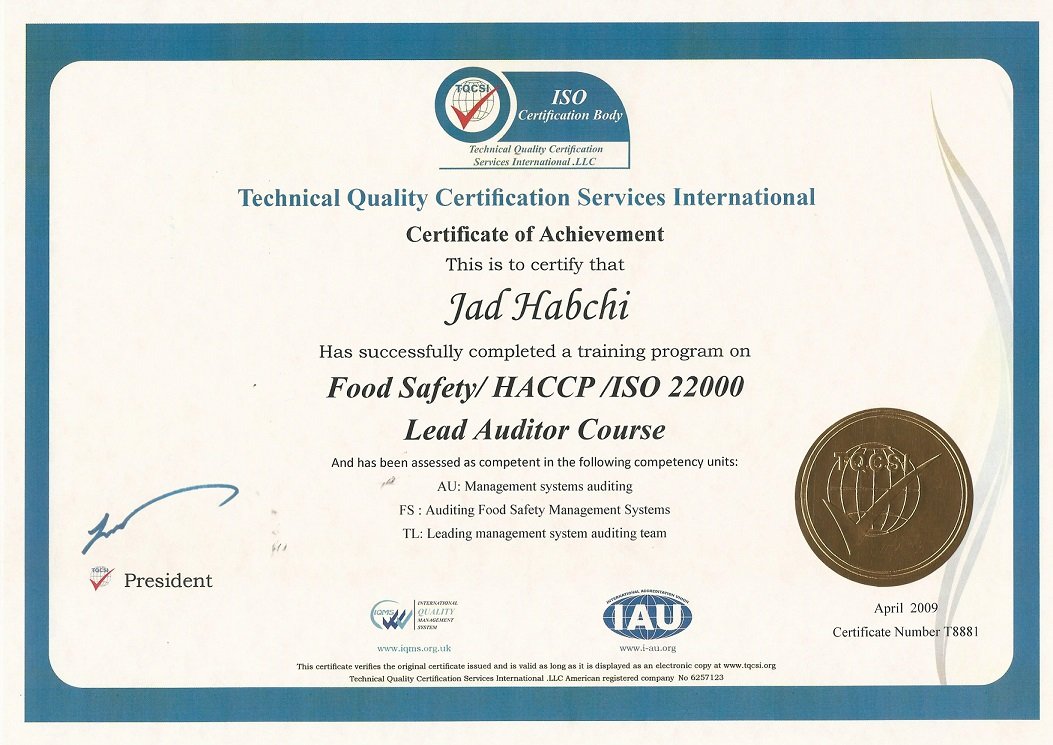 TQCSI
ISO
Certification Body
Technical Quality Certification
Services International .LLC
Technical Quality Certification Services International
Certificate of Achievement
This is to certify that
Jad Habchi
Has successfully completed a training program on
Food Safety/ HACCP /ISO 22000
Lead Auditor Course
And has been assessed as competent in the following competency units:
AU: Management systems auditing
FS : Auditing Food Safety Management Systems
TL: Leading management system auditing team
TQCSI
TQCSI
President
IQMS
INTERNATIONAL
QUALITY
MANAGEMENT
SYSTEM
www.iqms.org.uk
INTERNATIONAL ACCREDITATION UNION
IAU
www.i-au.org
April 2009
Certificate Number T8881
This certificate verifies the original certificate issued and is valid as long as it is displayed as an electronic copy at www.tqcsi.org
Technical Quality Certification Services International .LLC American registered company No 6257123